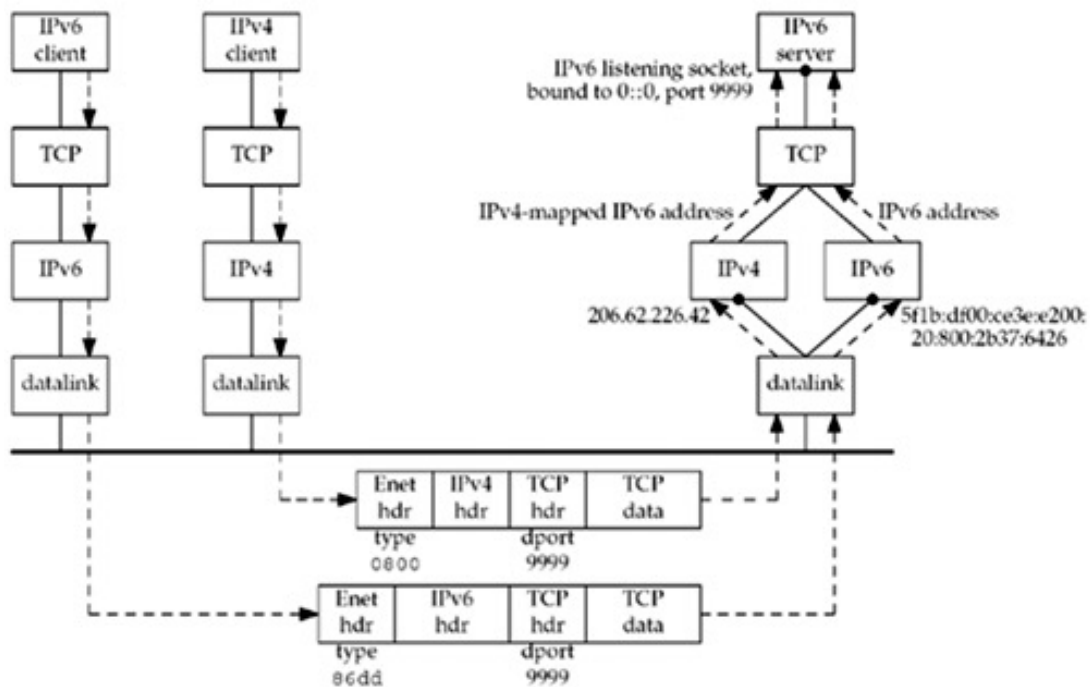 IPv6
client
IPv4
client
IPv6
server
IPv6 listening socket,
bound to 0::0, port 9999
TCP
TCP
TCP
IPv4-mapped IPv6 address
IPv6 address
IPv6
IPv4
IPv4
IPv6
206.62.226.42
5f1b:df00:ce3e:e200:
20:800:2b37:6426
datalink
datalink
datalink
Enet
hdr
IPv4
hdr
TCP
hdr
TCP
data
type
0800
dport
9999
Enet
hdr
IPv6
hdr
TCP
hdr
TCP
data
type
86dd
dport
9999